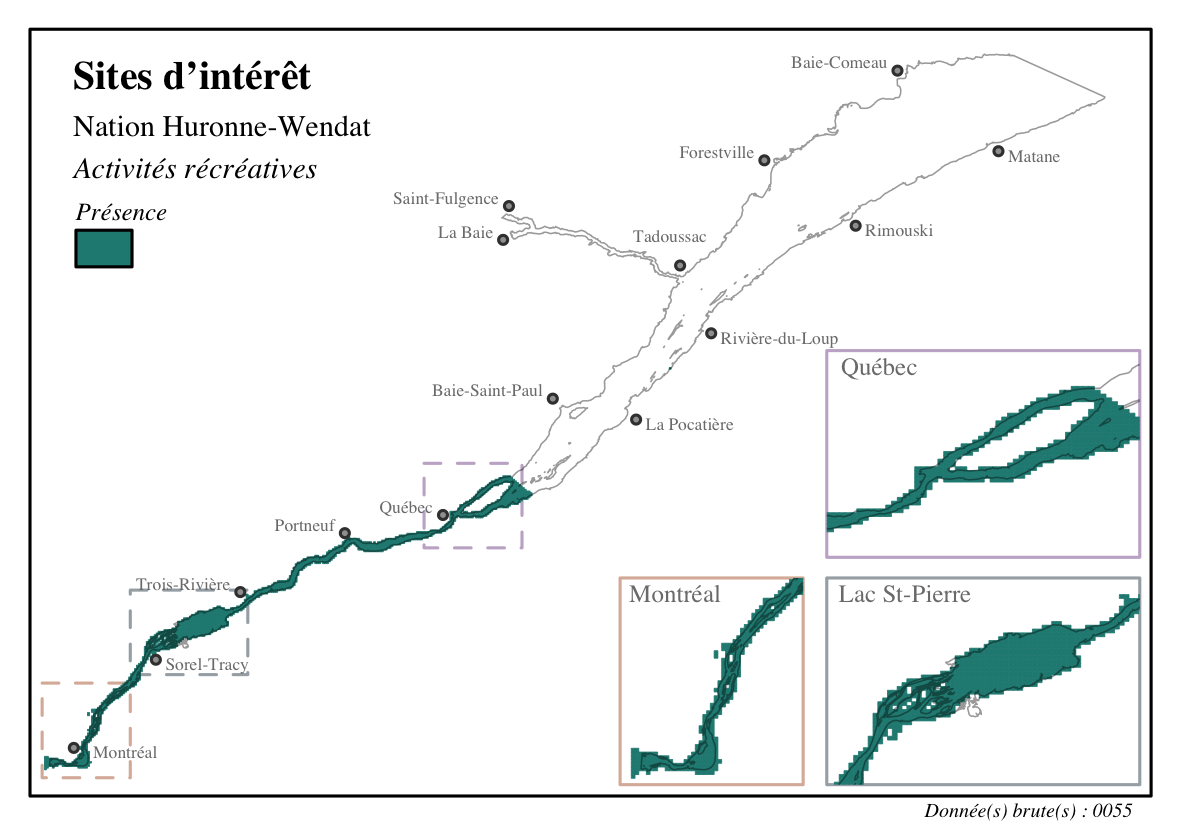 Sites d’intérêt
Nation Huronne-Wendat
Activités récréatives
Présence
Baie-Comeau
Forestville
Matane
Saint-Fulgence
La Baie
Tadoussac
Rimouski
Rivière-du-Loup
Baie-Saint-Paul
La Pocatière
Québec
Portneuf
Trois-Rivière
Sorel-Tracy
Montréal
Québec
Montréal
Lac St-Pierre
Donnée(s) brute(s) : 0055